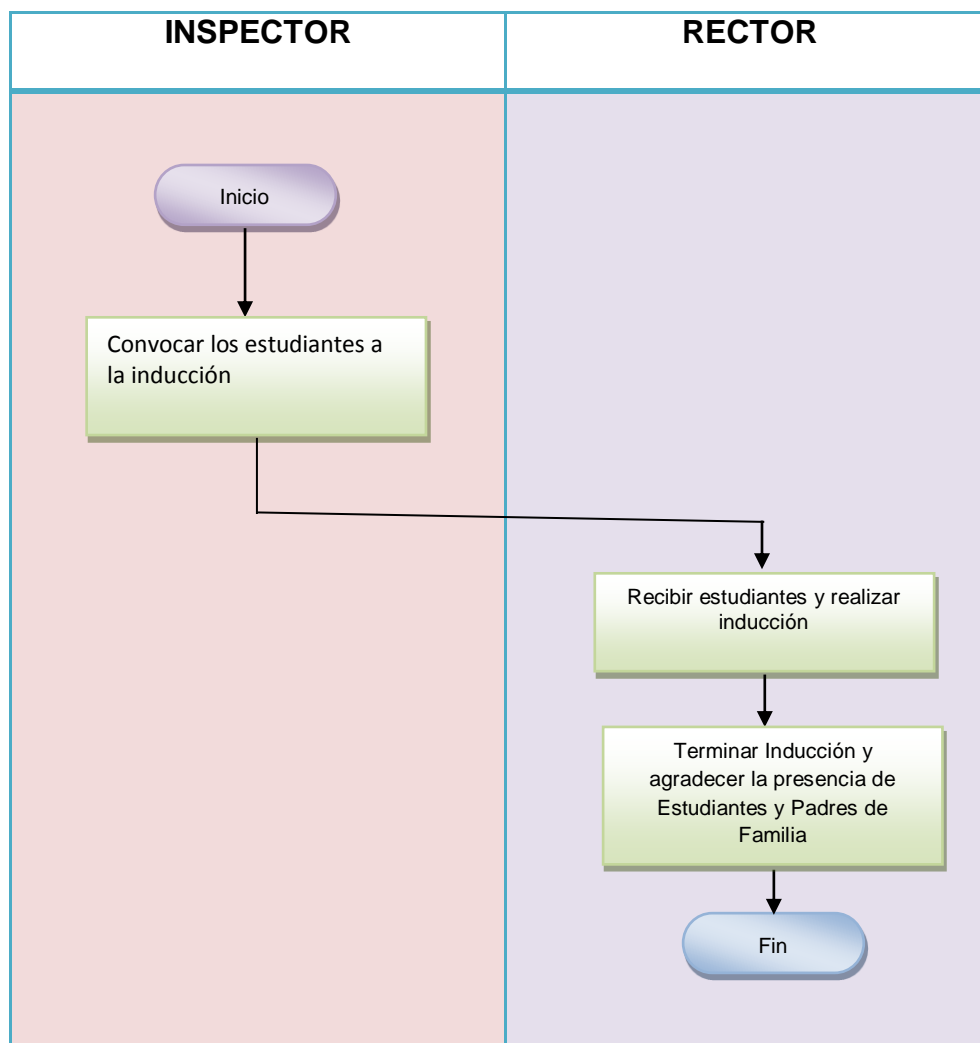 INSPECTOR
RECTOR
Inicio
Convocar los estudiantes a
la inducción
Recibir estudiantes y realizar
inducción
Terminar Inducción y
agradecer la presencia de
Estudiantes y Padres de
Familia
Fin